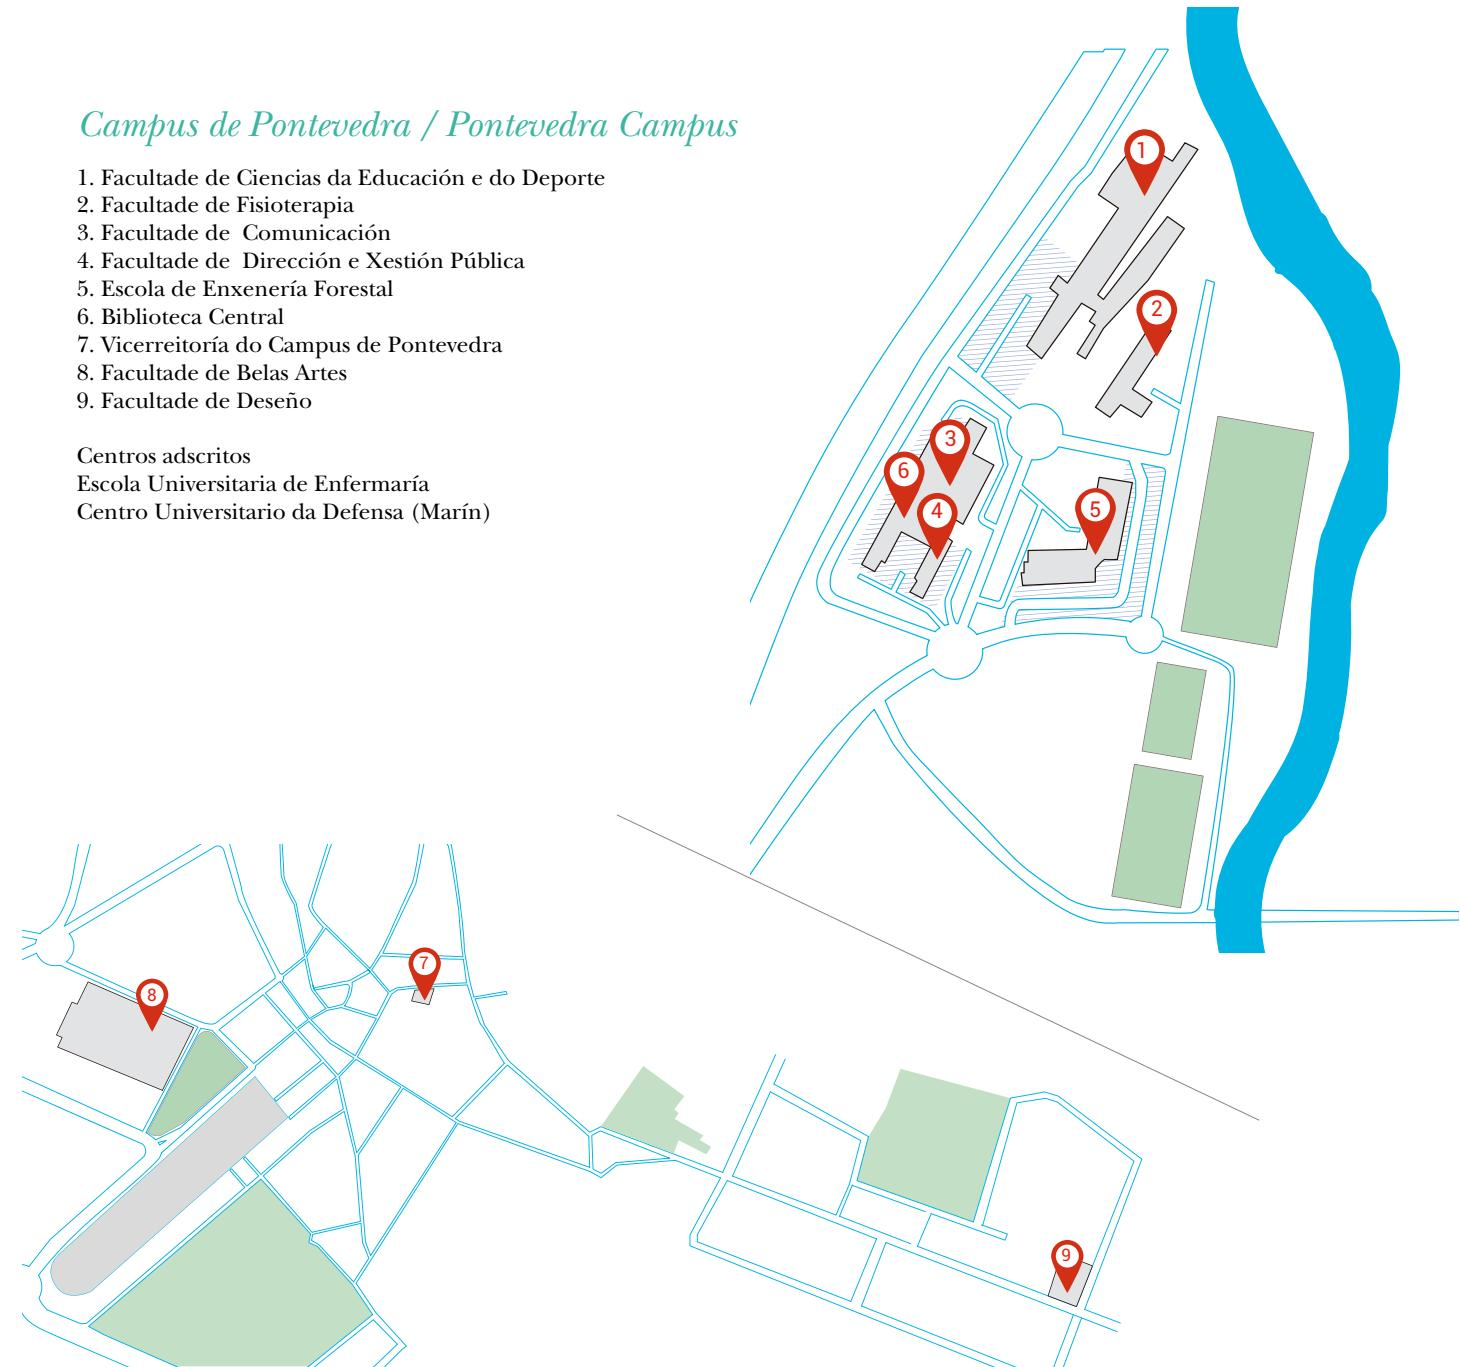 Campus de Pontevedra / Pontevedra Campus
1. Facultade de Ciencias da Educación e do Deporte
2. Facultade de Fisioterapia
3. Facultade de  Comunicación
4. Facultade de  Dirección e Xestión Pública
5. Escola de Enxenería Forestal
6. Biblioteca Central
7. Vicerreitoría do Campus de Pontevedra
8. Facultade de Belas Artes
9. Facultade de Deseño
Centros adscritos
Escola Universitaria de Enfermaría
Centro Universitario da Defensa (Marín)
1
2
3
6
4
5
7
8
9